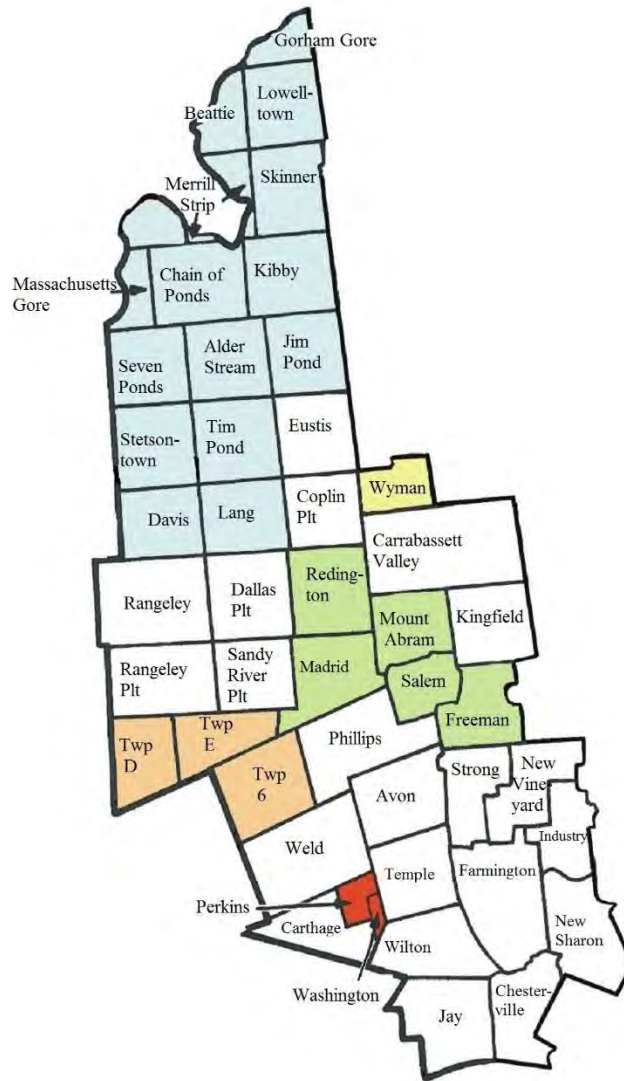 Gorham Gore
Lowell-
town
Beattie
Skinner
Merrill
Strip
Massachusetts
Gore
Chain of
Ponds
Kibby
Seven
Ponds
Alder
Stream
Jim
Pond
Stetson-
town
Tim
Pond
Eustis
Davis
Lang
Coplin
Plt
Wyman
Carrabassett
Valley
Rangeley
Dallas
Plt
Reding-
ton
Mount
Abram
Kingfield
Rangeley
Plt
Sandy
River
Plt
Madrid
Salem
Freeman
Twp
D
Twp
E
Twp
6
Phillips
Strong
New
Vine-
yard
Avon
Industry
Weld
Temple
Farmington
Perkins
Carthage
Washington
Wilton
New
Sharon
Jay
Chester-
ville